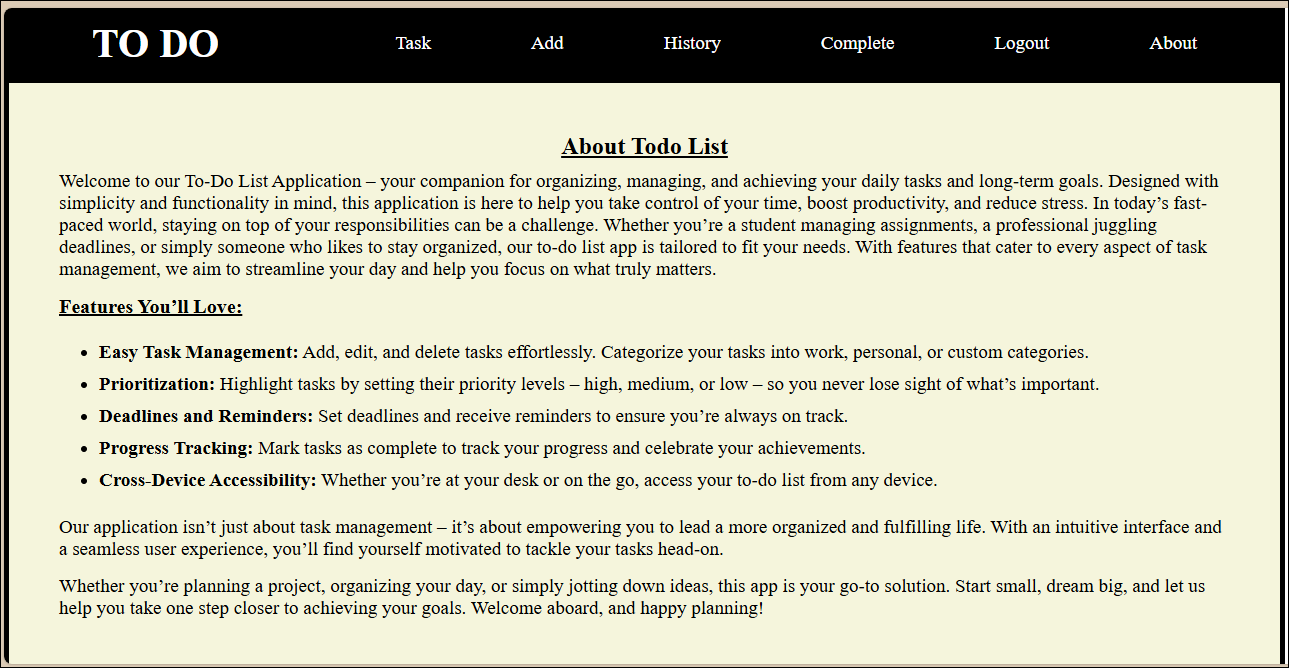 TO DO
Task Add History Complete Logout About
About Todo List
Welcome to our To-Do List Application – your companion for organizing, managing, and achieving your daily tasks and long-term goals. Designed with
simplicity and functionality in mind, this application is here to help you take control of your time, boost productivity, and reduce stress. In today’s fast-
paced world, staying on top of your responsibilities can be a challenge. Whether you’re a student managing assignments, a professional juggling
deadlines, or simply someone who likes to stay organized, our to-do list app is tailored to fit your needs. With features that cater to every aspect of task
management, we aim to streamline your day and help you focus on what truly matters.
Features You’ll Love:
• Easy Task Management: Add, edit, and delete tasks effortlessly. Categorize your tasks into work, personal, or custom categories.
• Prioritization: Highlight tasks by setting their priority levels – high, medium, or low – so you never lose sight of what’s important.
• Deadlines and Reminders: Set deadlines and receive reminders to ensure you’re always on track.
• Progress Tracking: Mark tasks as complete to track your progress and celebrate your achievements.
• Cross-Device Accessibility: Whether you’re at your desk or on the go, access your to-do list from any device.
Our application isn’t just about task management – it’s about empowering you to lead a more organized and fulfilling life. With an intuitive interface and
a seamless user experience, you’ll find yourself motivated to tackle your tasks head-on.
Whether you’re planning a project, organizing your day, or simply jotting down ideas, this app is your go-to solution. Start small, dream big, and let us
help you take one step closer to achieving your goals. Welcome aboard, and happy planning!